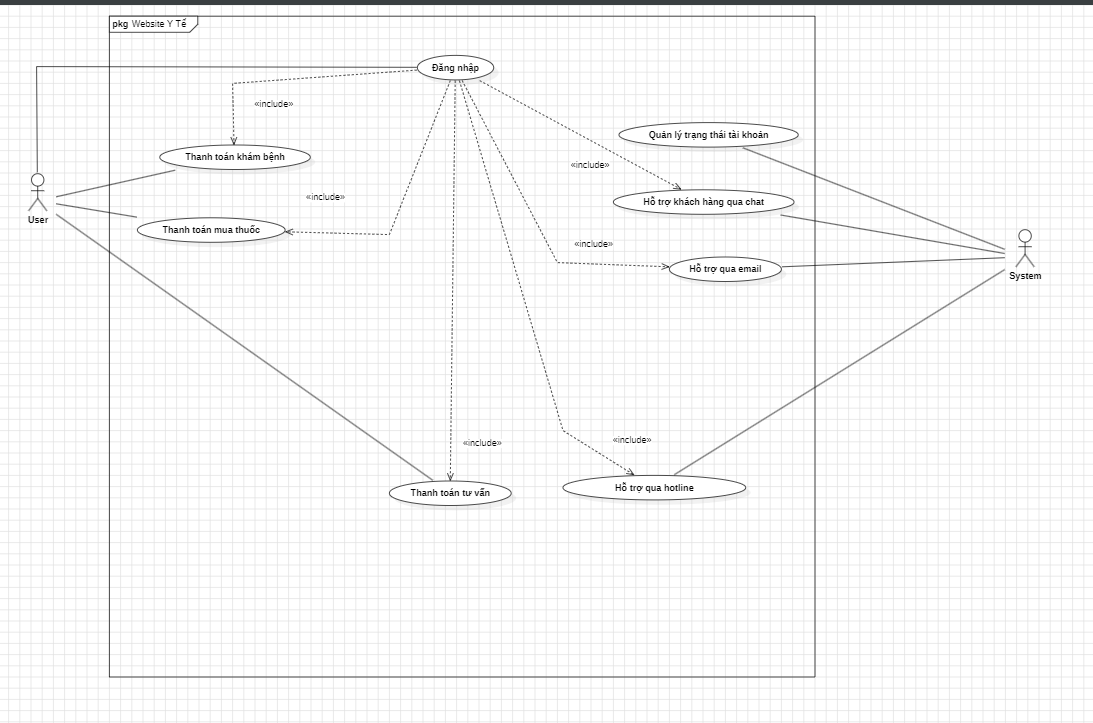 pkg Website Y Tế
Đăng nhập
«include»
Quản lý trạng thái tài khoản
Thanh toán khám bệnh
«include»
«include»
Hỗ trợ khách hàng qua chat
User
Thanh toán mua thuốc
«include»
Hỗ trợ qua email
System
«include»
«include»
Thanh toán tư vấn
Hỗ trợ qua hotline